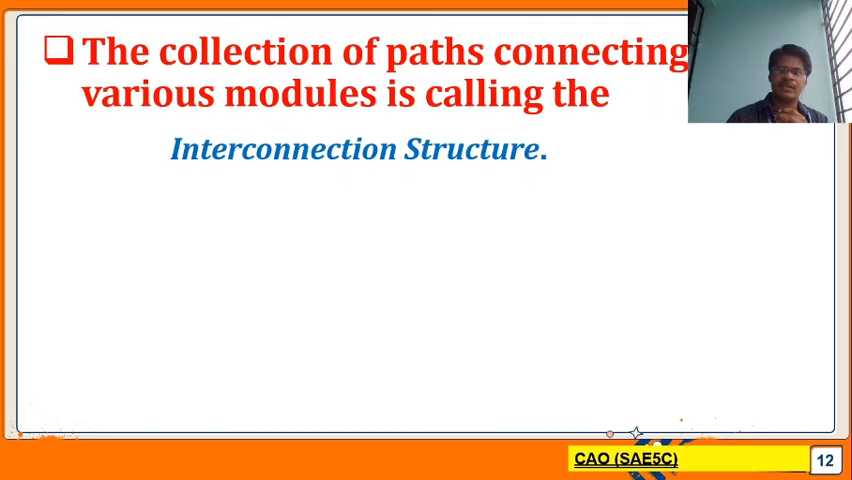 ❑ The collection of paths connecting
various modules is calling the
Interconnection Structure.
CAO (SAE5C)
12